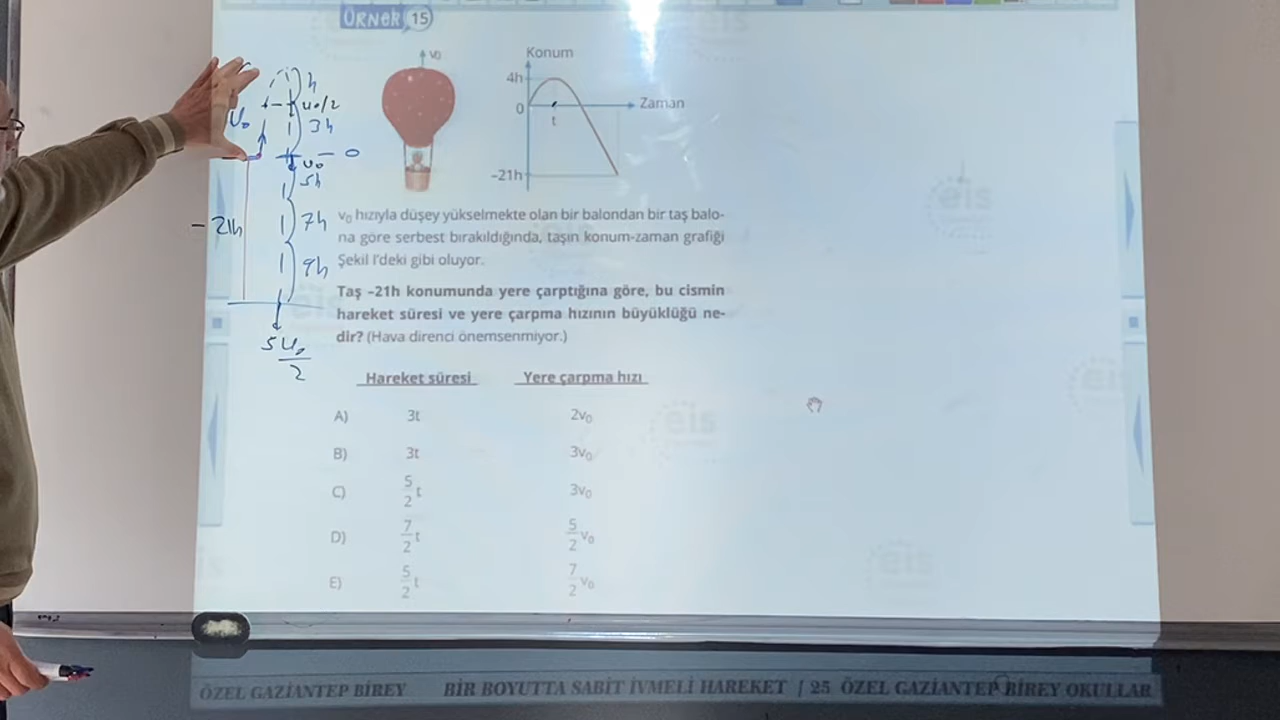 ÖRNEK 15
v₀
Konum
4h
0
Zaman
t
-21h
h
v₀/2
v₀
3h
0
v₀
5h
- 21h
7h
9h
5v₀
2
v₀ hızıyla düşey yükselmekte olan bir balondan bir taş balo-
na göre serbest bırakıldığında, taşın konum-zaman grafiği
Şekil I'deki gibi oluyor.
Taş -21h konumunda yere çarptığına göre, bu cismin
hareket süresi ve yere çarpma hızının büyüklüğü ne-
dir? (Hava direnci önemsenmiyor.)
Hareket süresi Yere çarpma hızı
A) 3t 2v₀
B) 3t 3v₀
C) 5/2 t 3v₀
D) 7/2 t 5/2 v₀
E) 5/2 t 7/2 v₀
eis
eis
eis
eis
ÖZEL GAZİANTEP BİREY BİR BOYUTTA SABİT İVMELİ HAREKET | 25 ÖZEL GAZİANTEP BİREY OKULLAR